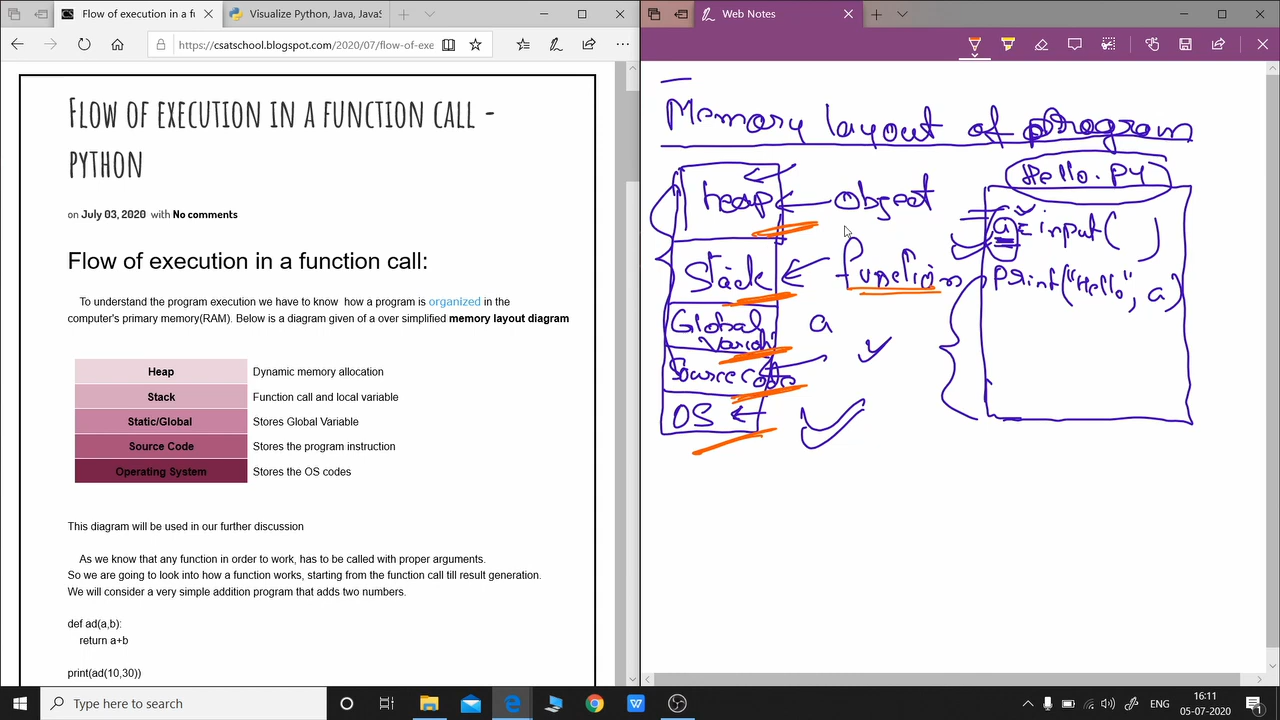 Flow of execution in a fu
Visualize Python, Java, JavaS
https://csatschool.blogspot.com/2020/07/flow-of-exe
Flow of execution in a function call -
python
on July 03, 2020 with No comments
Flow of execution in a function call:
To understand the program execution we have to know how a program is organized in the
computer's primary memory(RAM). Below is a diagram given of a over simplified memory layout diagram
Heap Dynamic memory allocation
Stack Function call and local variable
Static/Global Stores Global Variable
Source Code Stores the program instruction
Operating System Stores the OS codes
This diagram will be used in our further discussion
As we know that any function in order to work, has to be called with proper arguments.
So we are going to look into how a function works, starting from the function call till result generation.
We will consider a very simple addition program that adds two numbers.
def ad(a,b):
return a+b
print(ad(10,30))
Web Notes
Memory layout of program
heap object
Stack function
Global a
Variabl
Source Code
OS
Hello.py
a = input( )
print("Hello", a)
Type here to search
ENG
16:11
05-07-2020
1